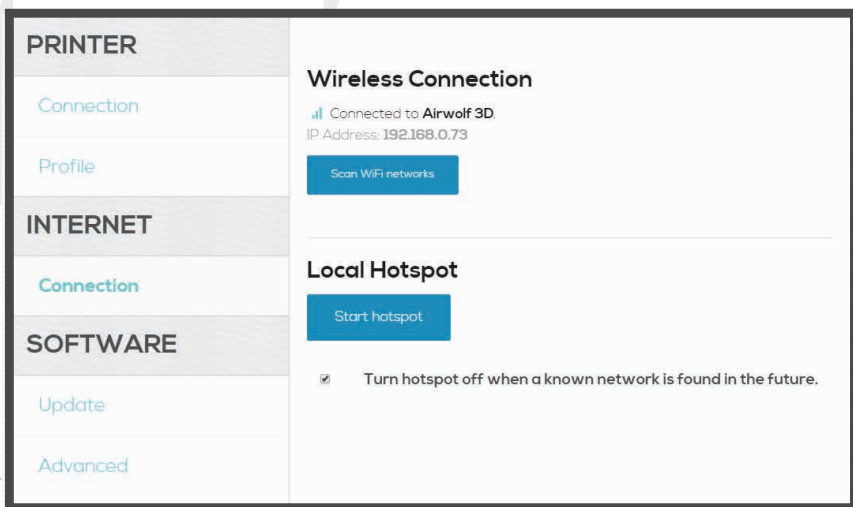 PRINTER
Connection
Profile
INTERNET
Connection
SOFTWARE
Update
Advanced
Wireless Connection
Connected to Airwolf 3D.
IP Address: 192.168.0.73
Scan WiFi networks
Local Hotspot
Start hotspot
Turn hotspot off when a known network is found in the future.